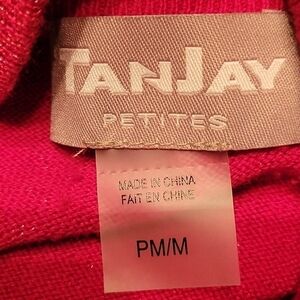 TANJAY
PETITES
MADE IN CHINA
FAIT EN CHINE
PM/M